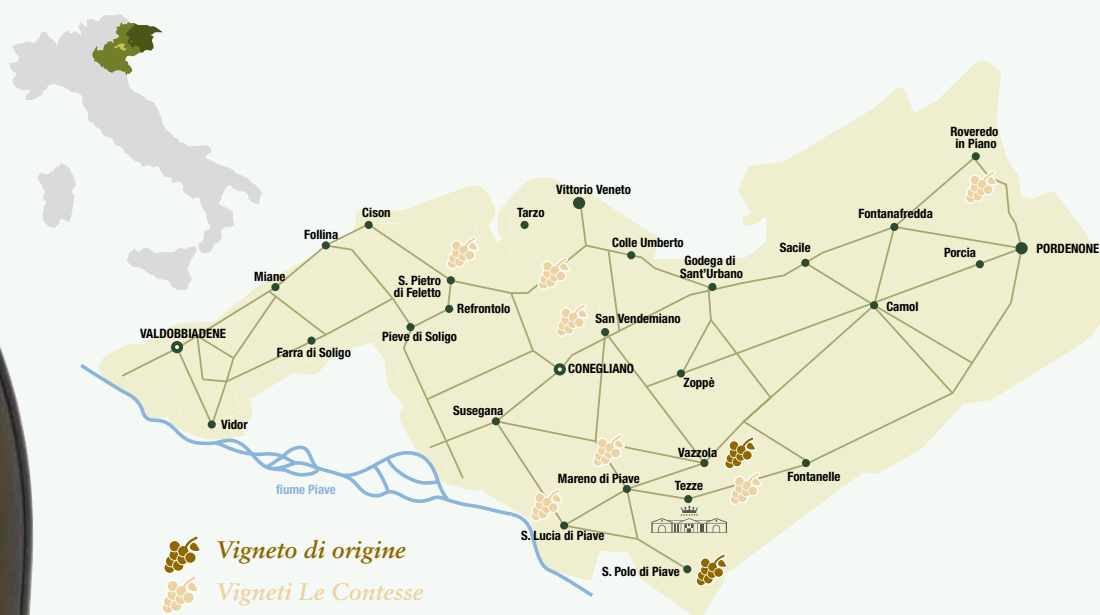 Roveredo
in Piano
Vittorio Veneto
Cison
Tarzo
Fontanafredda
Follina
Colle Umberto
Sacile
Porcia
PORDENONE
Godega di
Sant'Urbano
Miane
S. Pietro
di Feletto
Refrontolo
Camol
San Vendemiano
VALDOBBIADENE
Pieve di Soligo
Farra di Soligo
CONEGLIANO
Zoppè
Susegana
Vidor
Vazzola
Mareno di Piave
Tezze
Fontanelle
fiume Piave
S. Lucia di Piave
S. Polo di Piave
Vigneto di origine
Vigneti Le Contesse